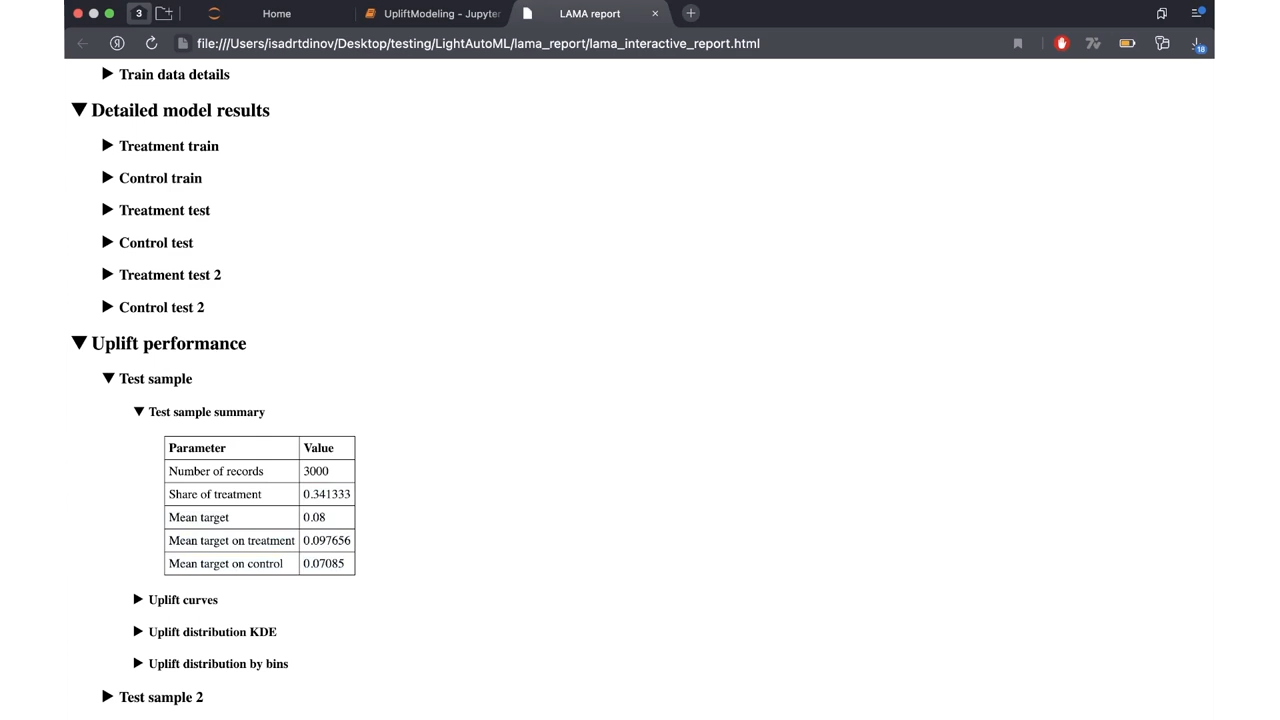 3 Home UpliftModeling - Jupyter LAMA report
file:///Users/isadrtdinov/Desktop/testing/LightAutoML/lama_report/lama_interactive_report.html 18
Train data details
Detailed model results
Treatment train
Control train
Treatment test
Control test
Treatment test 2
Control test 2
Uplift performance
Test sample
Test sample summary
Parameter Value
Number of records 3000
Share of treatment 0.341333
Mean target 0.08
Mean target on treatment 0.097656
Mean target on control 0.07085
Uplift curves
Uplift distribution KDE
Uplift distribution by bins
Test sample 2